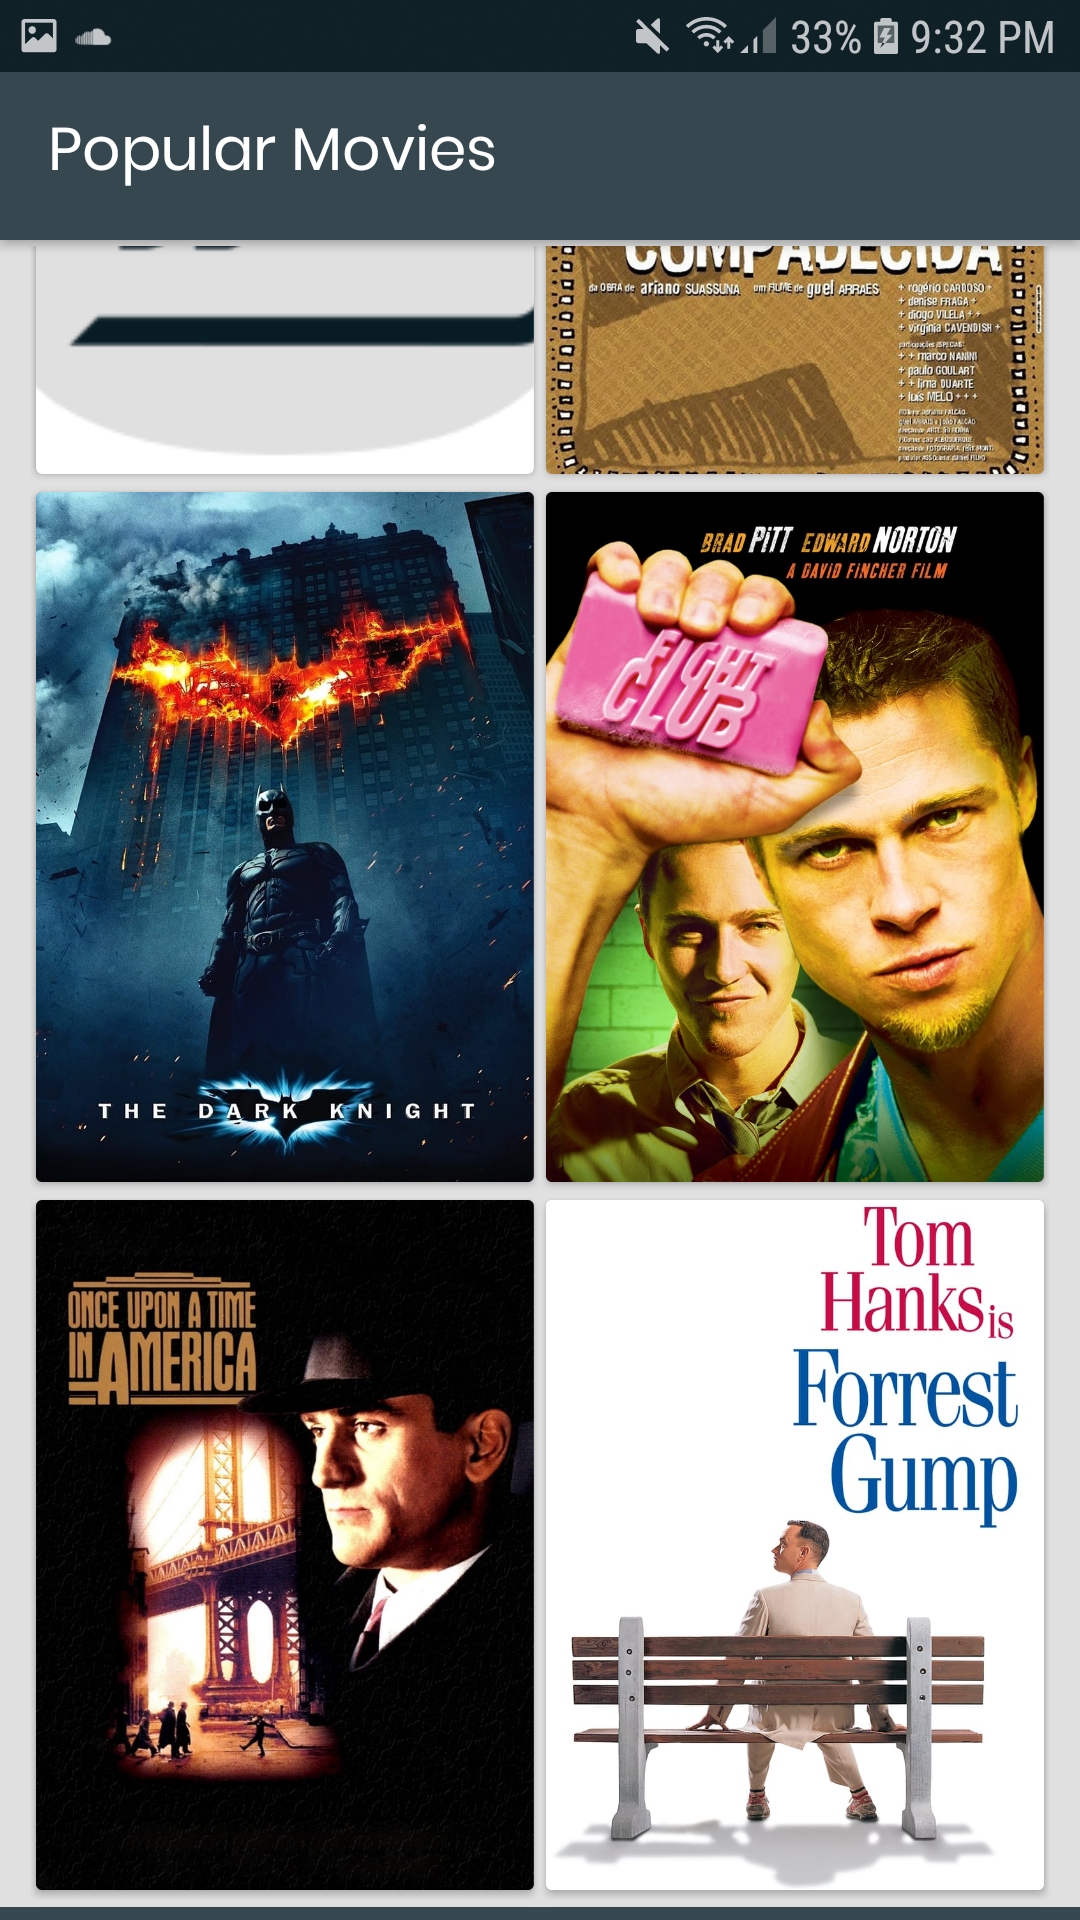 33% 9:32 PM
Popular Movies
COMPADECIDA
da OBRA de ariano SUASSUNA um FILME de guel ARRAES
+ rogério CARDOSO +
+ denise FRAGA +
+ diogo VILELA + +
+ virginia CAVENDISH +
participações ESPECIAIS:
+ + marco NANINI
+ paulo GOULART
+ + lima DUARTE
+ luis MELO + + +
THE DARK KNIGHT
BRAD PITT EDWARD NORTON
A DAVID FINCHER FILM
FIGHT
CLUB
ONCE UPON A TIME
IN AMERICA
Tom
Hanks is
Forrest
Gump